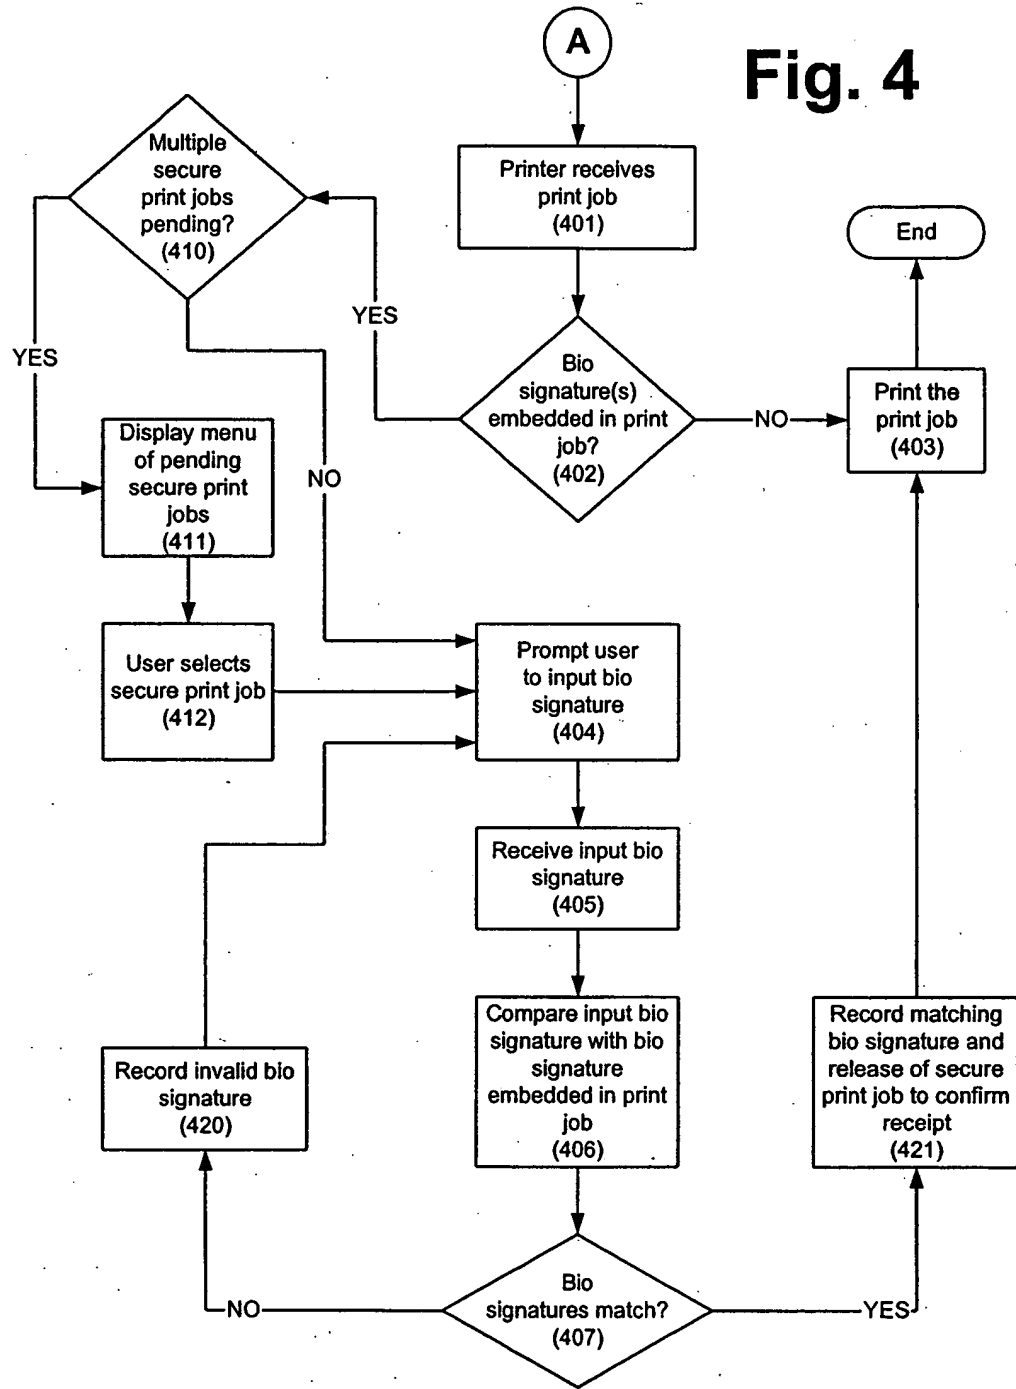 A
Fig. 4
Printer receives
print job
(401)
Multiple
secure
print jobs
pending?
(410)
End
YES
YES
Bio
signature(s)
embedded in print
job?
(402)
NO
Print the
print job
(403)
Display menu
of pending
secure print
jobs
(411)
NO
User selects
secure print job
(412)
Prompt user
to input bio
signature
(404)
Receive input bio
signature
(405)
Compare input bio
signature with bio
signature
embedded in print
job
(406)
Record matching
bio signature and
release of secure
print job to confirm
receipt
(421)
Record invalid bio
signature
(420)
Bio
signatures match?
(407)
NO
YES